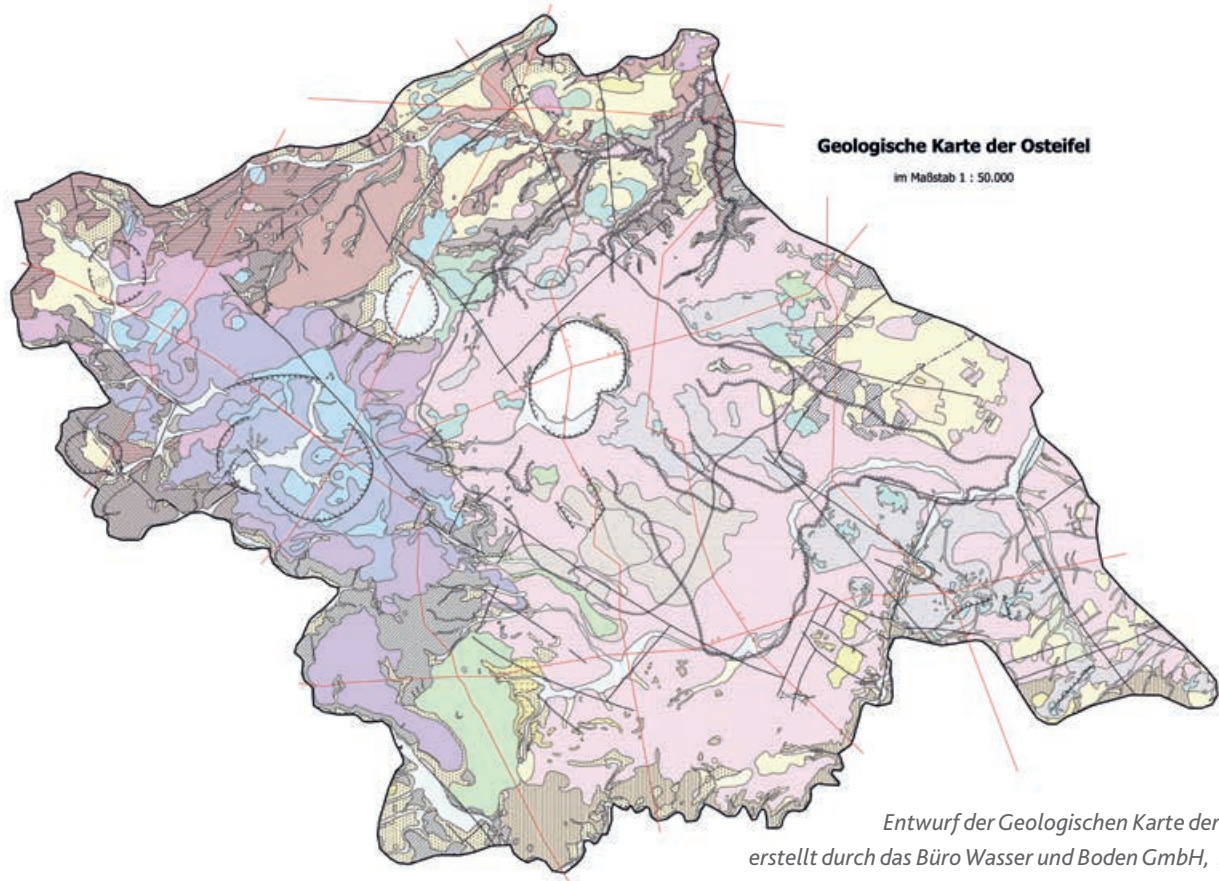 Geologische Karte der Osteifel
im Maßstab 1 : 50.000
Entwurf der Geologischen Karte der
erstellt durch das Büro Wasser und Boden GmbH,